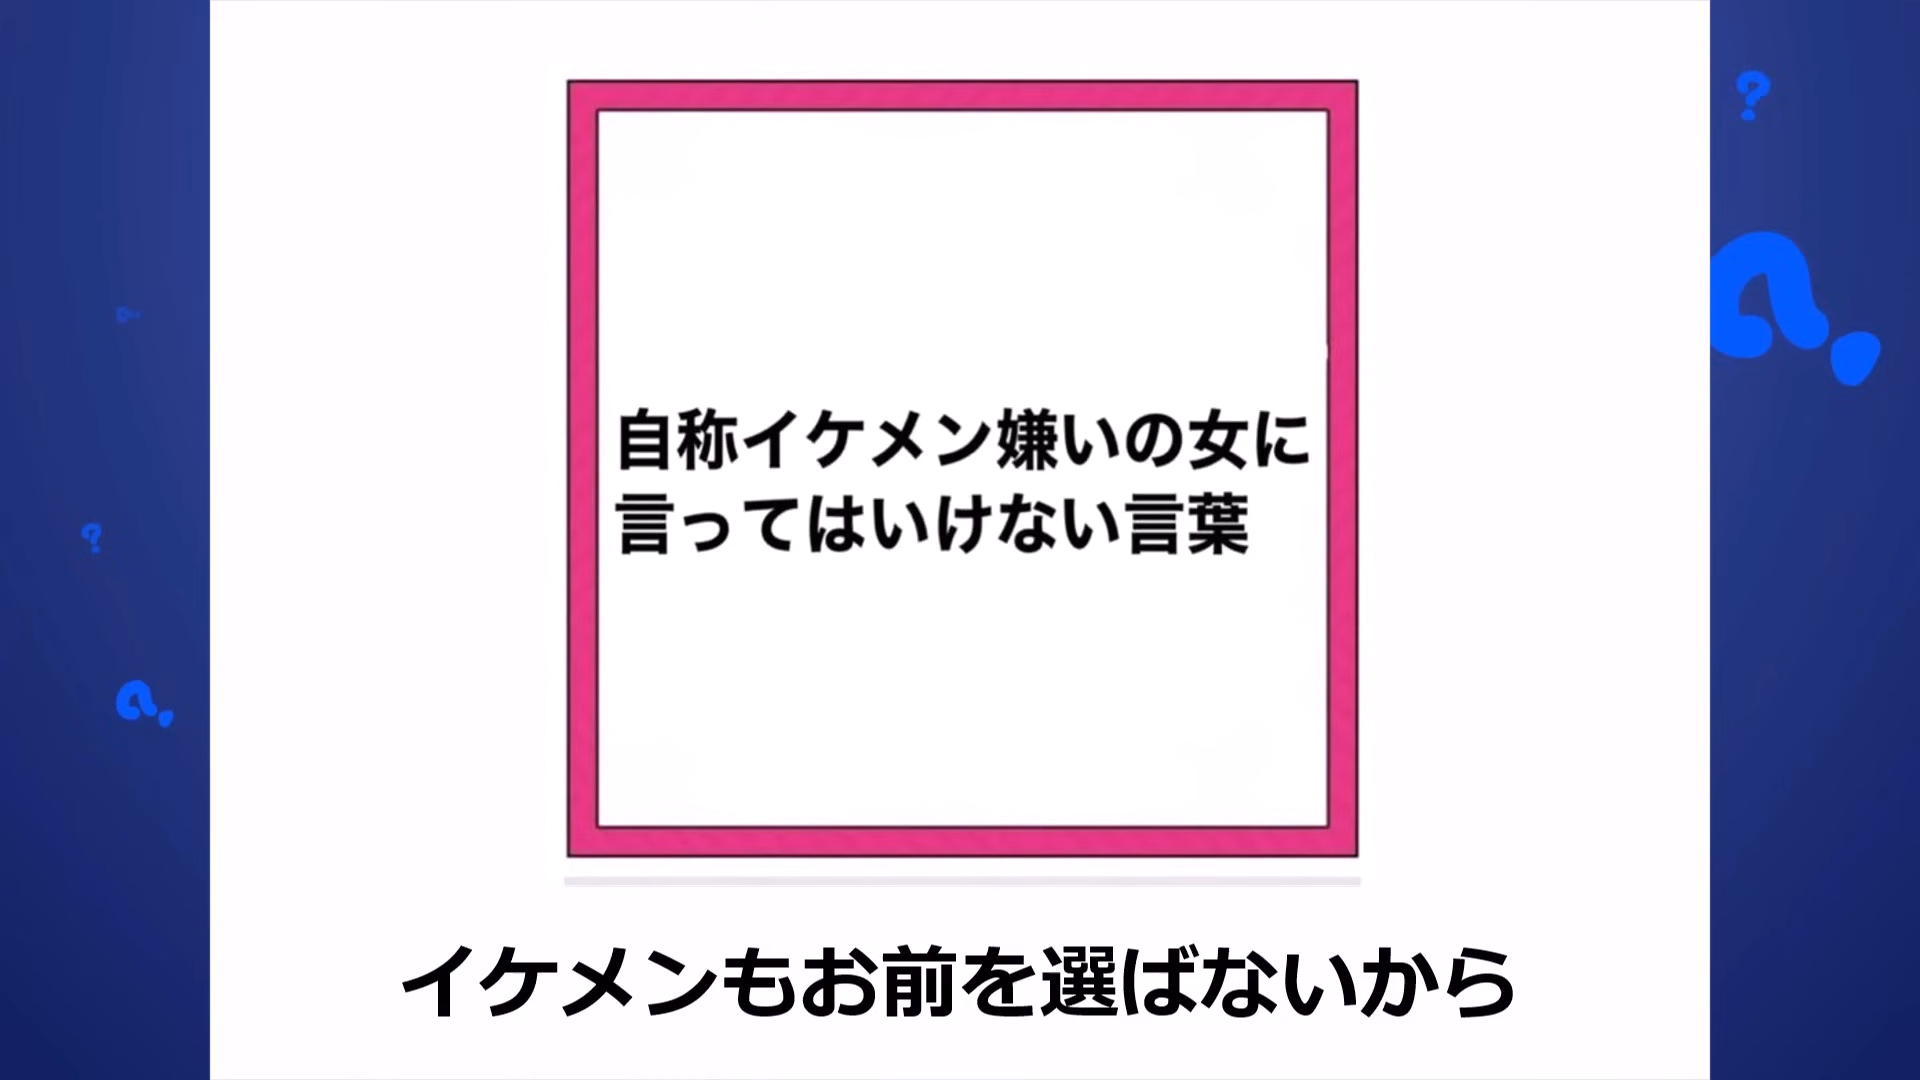 自称イケメン嫌いの女に
言ってはいけない言葉
イケメンもお前を選ばないから